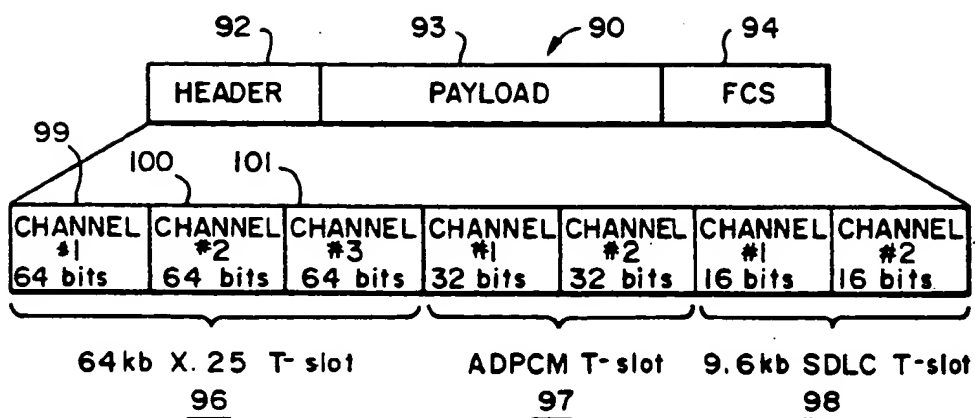 92 93 90 94
HEADER PAYLOAD FCS
99
100 101
CHANNEL CHANNEL CHANNEL CHANNEL CHANNEL CHANNEL CHANNEL
#1 #2 #3 #1 #2 #1 #2
64 bits 64 bits 64 bits 32 bits 32 bits 16 bits 16 bits
64kb X.25 T-slot ADPCM T-slot 9.6kb SDLC T-slot
96 97 98